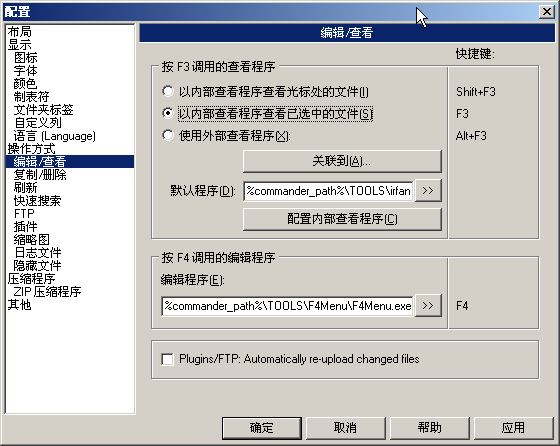 配置
布局
显示
图标
字体
颜色
制表符
文件夹标签
自定义列
语言 (Language)
操作方式
编辑/查看
复制/删除
刷新
快速搜索
FTP
插件
缩略图
日志文件
隐藏文件
压缩程序
ZIP 压缩程序
其他
编辑/查看
快捷键:
按 F3 调用的查看程序
以内部查看程序查看光标处的文件(I) Shift+F3
以内部查看程序查看已选中的文件(S) F3
使用外部查看程序(X): Alt+F3
关联到(A)...
默认程序(D): %commander_path%\TOOLS\irfan >>
配置内部查看程序(C)
按 F4 调用的编辑程序
编辑程序(E):
%commander_path%\TOOLS\F4Menu\F4Menu.exe >> F4
Plugins/FTP: Automatically re-upload changed files
确定 取消 帮助 应用